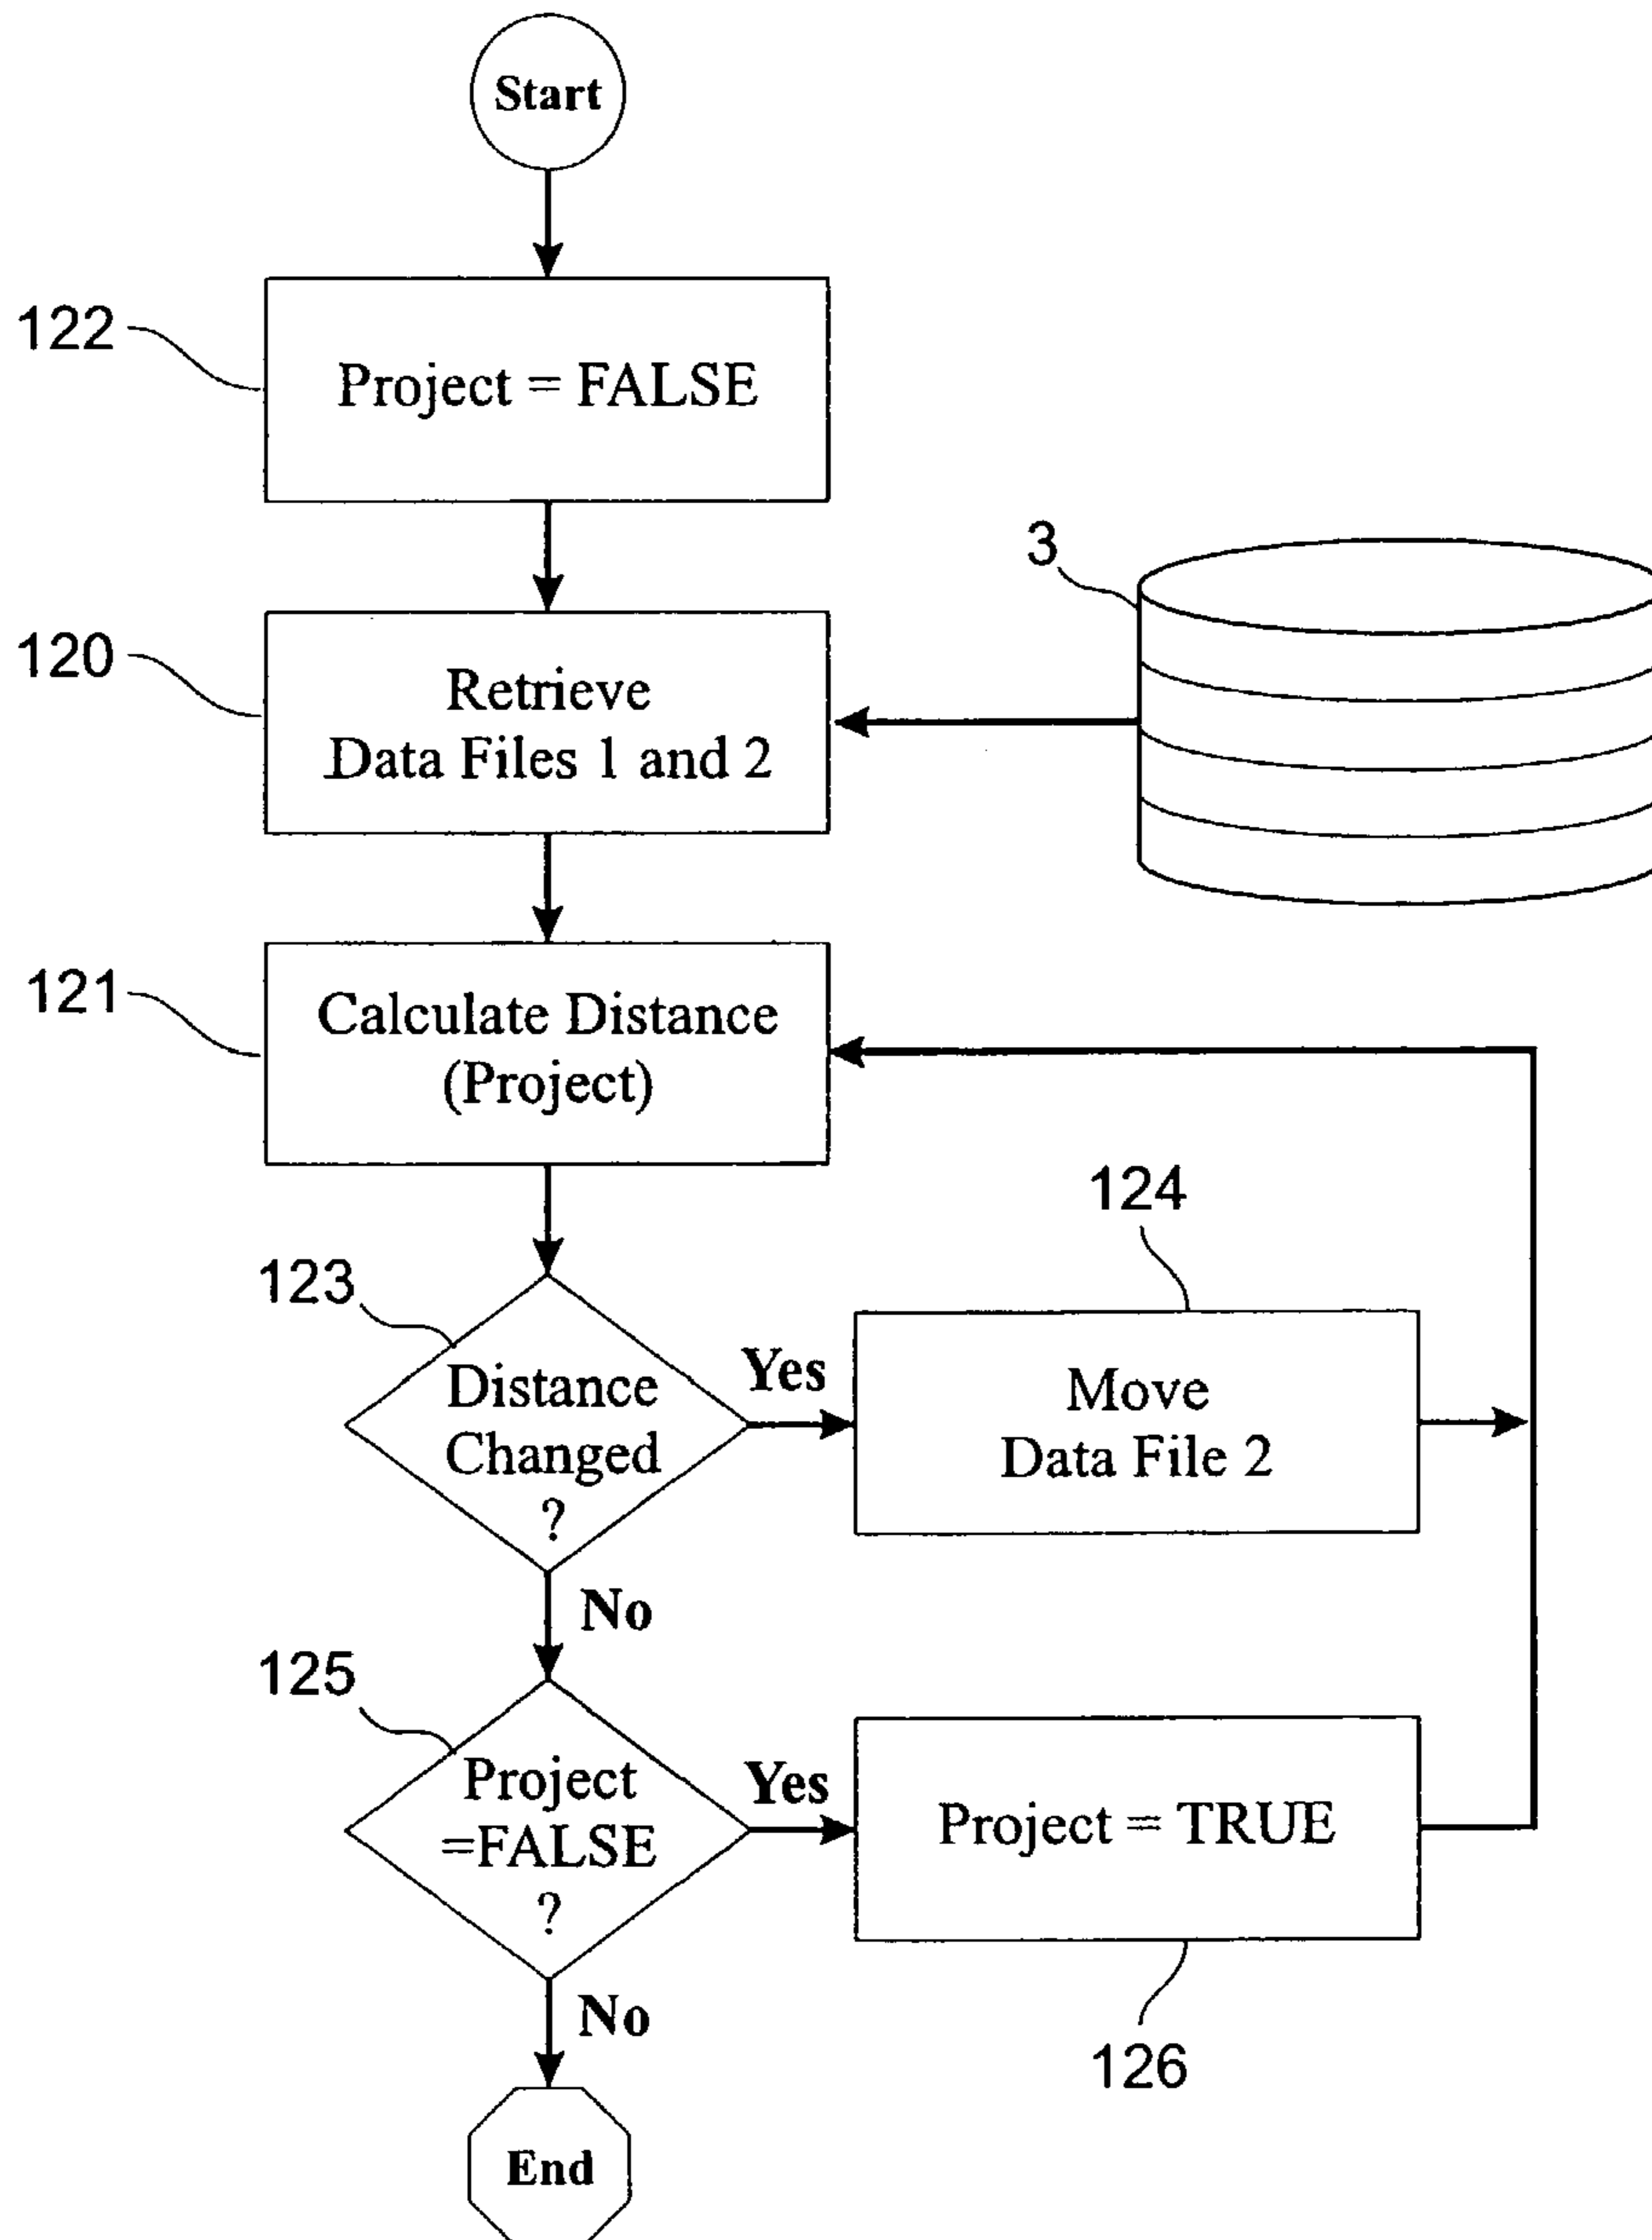 Start
122
Project = FALSE
3
120
Retrieve
Data Files 1 and 2
121
Calculate Distance
(Project)
124
123
Distance
Changed
?
Yes
Move
Data File 2
No
125
Project
=FALSE
?
Yes
Project = TRUE
No
126
End